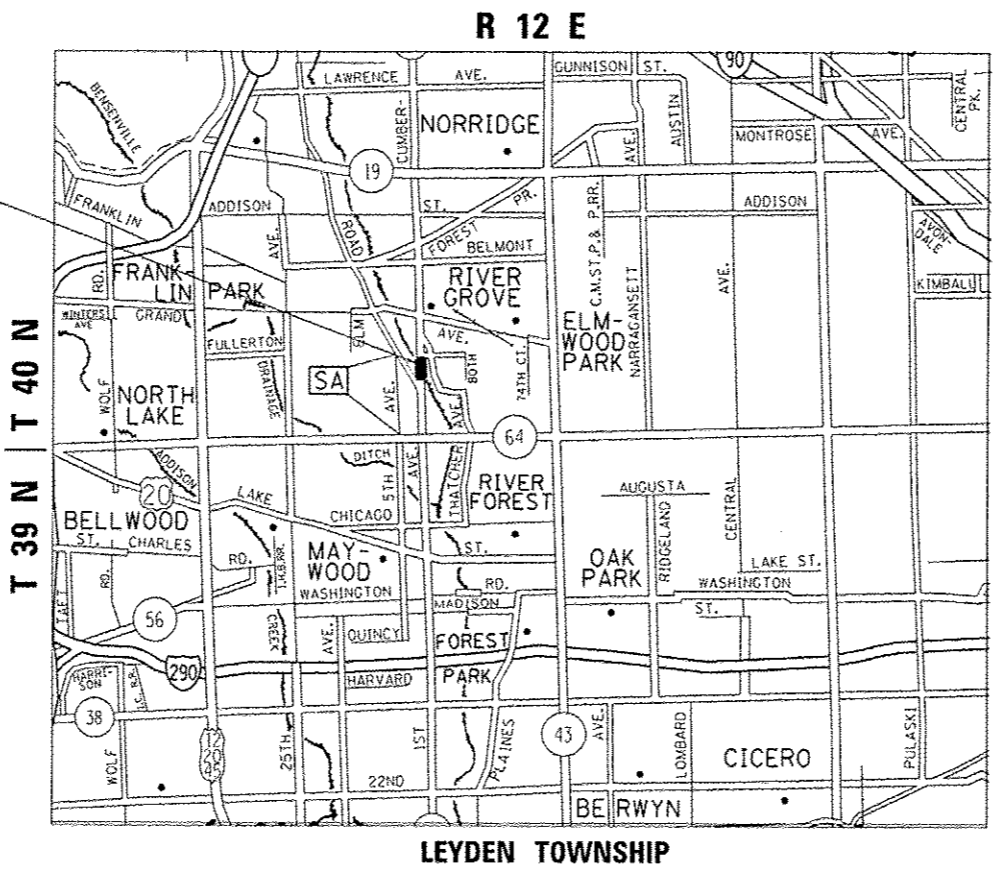 R 12 E
T 39 N | T 40 N
LEYDEN TOWNSHIP
BENSENVILLE
LAWRENCE AVE.
CUMBER-
NORRIDGE
GUNNISON ST.
90
AUSTIN
AVE.
MONTROSE AVE.
CENTRAL PK.
19
FRANKLIN
ADDISON ST.
AVE.
ROAD
FOREST PR.
BELMONT
C.M.ST.P.& P.RR.
ADDISON
AVON-
DALE
KIMBALL
RD.
FRANK-
LIN PARK
RIVER
GROVE
WINTERS
AVE
GRAND
ELM
AVE.
FULLERTON
80TH
74TH CT.
ELM-
WOOD
PARK
NARRAGANSETT
AVE.
SA
WOLF
NORTH
LAKE
DRAINAGE
AVE.
AVE.
64
ADDISON
DITCH
5TH
AVE.
THATCHER
20
LAKE
RIVER
FOREST
AUGUSTA
RIDGELAND
CENTRAL
BELLWOOD
CHICAGO
ST. CHARLES
RD.
I.H.B.RR.
MAY-
WOOD
ST.
OAK
PARK
LAKE ST.
WASHINGTON
RD.
TAFT
RD.
WASHINGTON
MADISON
ST.
56
CREEK
AVE.
QUINCY
FOREST
PARK
290
HARRI-
SON
HARVARD
38
WOLF
12
20
45
25TH
1ST
PLAINES
43
AVE.
LOMBARD
CICERO
PULASKI
22ND
BERWYN